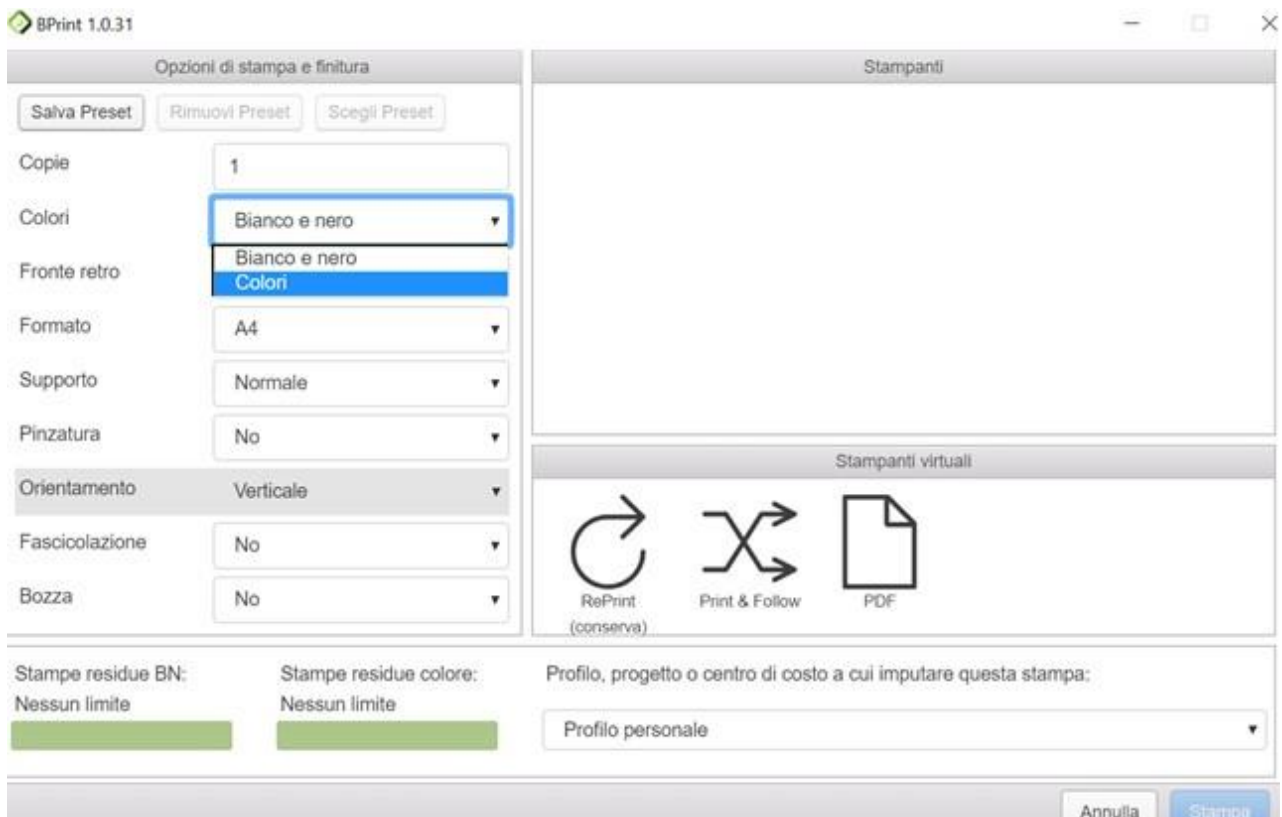 BPrint 1.0.31
Opzioni di stampa e finitura
Salva Preset Rimuovi Preset Scegli Preset
Copie 1
Colori Bianco e nero
Bianco e nero
Fronte retro Colori
Formato A4
Supporto Normale
Pinzatura No
Orientamento Verticale
Fascicolazione No
Bozza No
Stampanti
Stampanti virtuali
RePrint
(conserva)
Print & Follow
PDF
Stampe residue BN:
Nessun limite
Stampe residue colore:
Nessun limite
Profilo, progetto o centro di costo a cui imputare questa stampa:
Profilo personale
Annulla Stampa